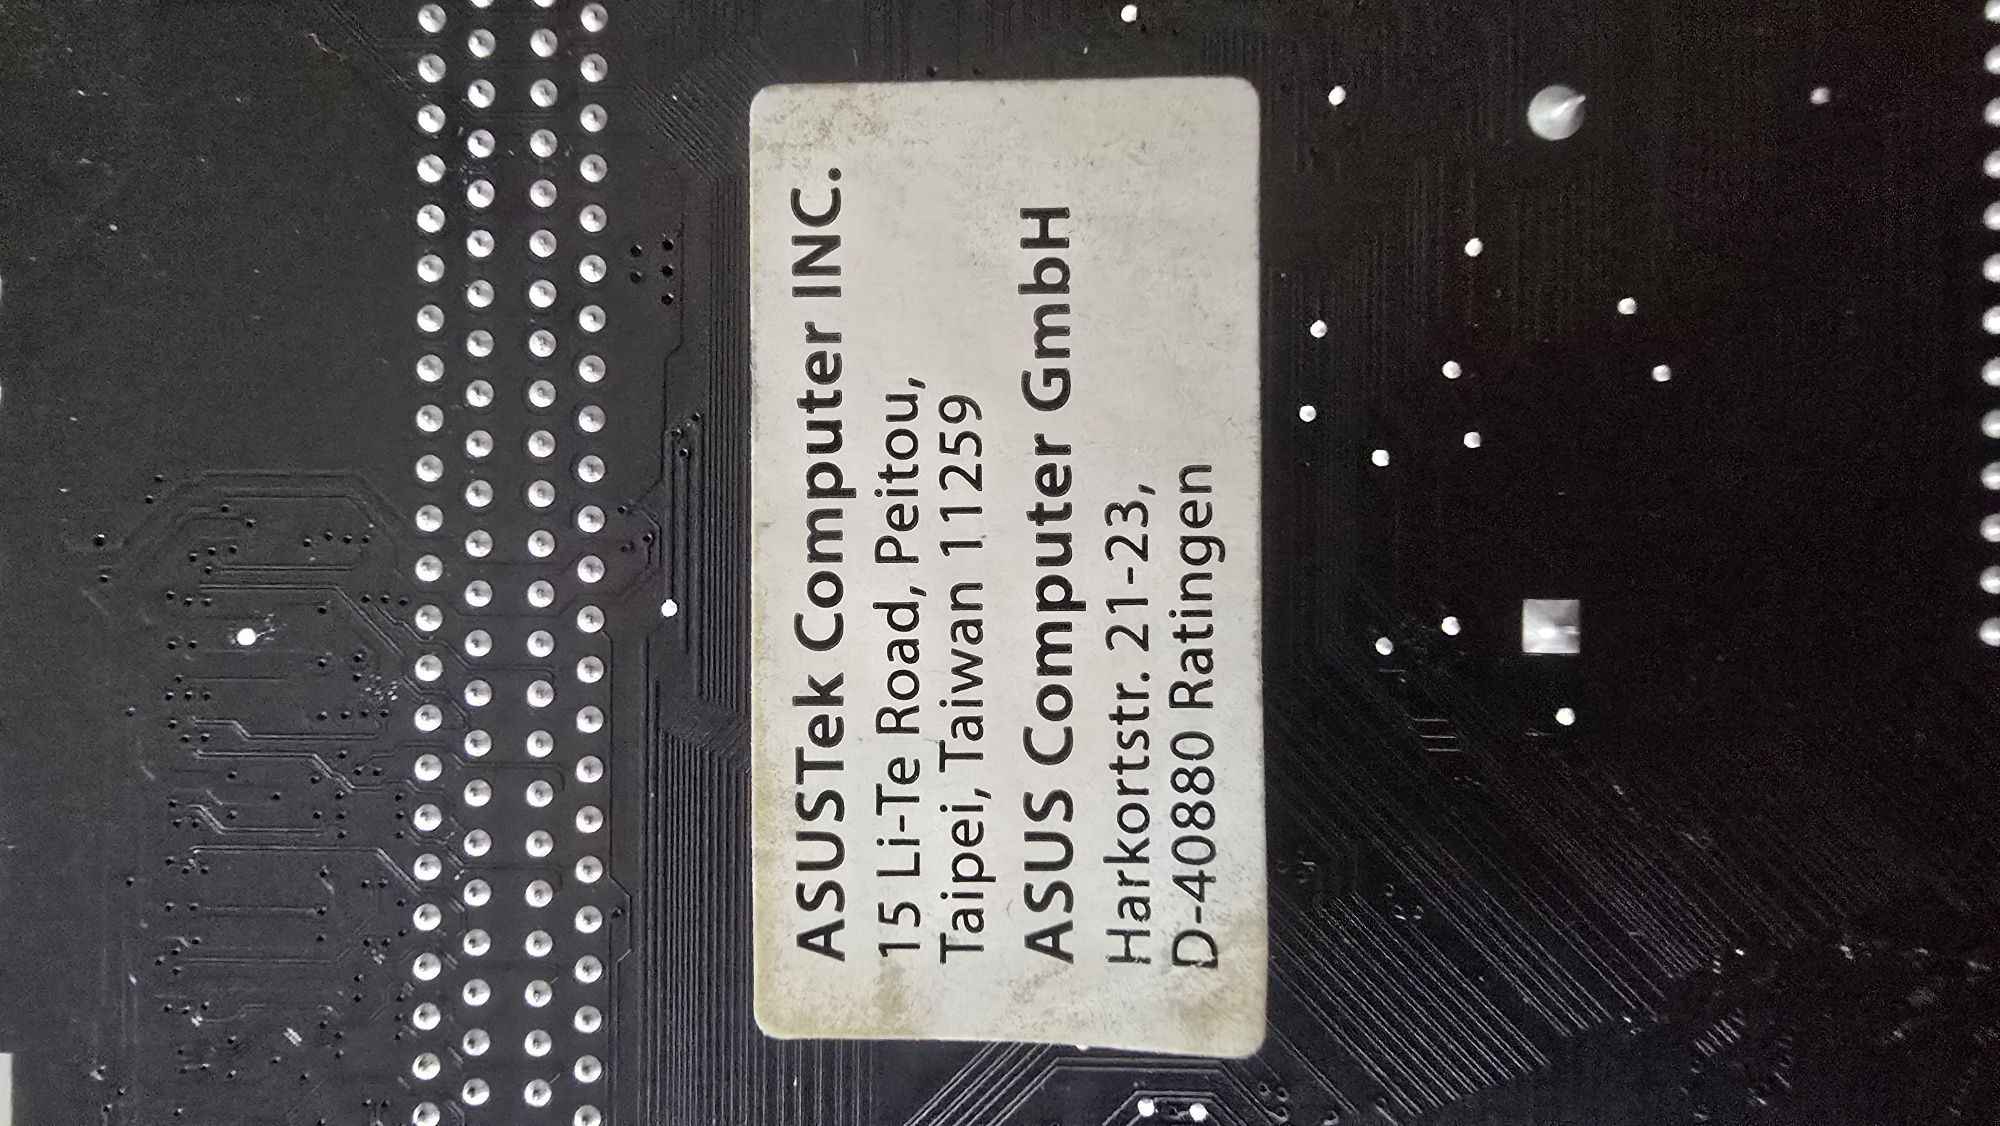 ASUSTek Computer INC.
15 Li-Te Road, Peitou,
Taipei, Taiwan 11259
ASUS Computer GmbH
Harkortstr. 21-23,
D-40880 Ratingen